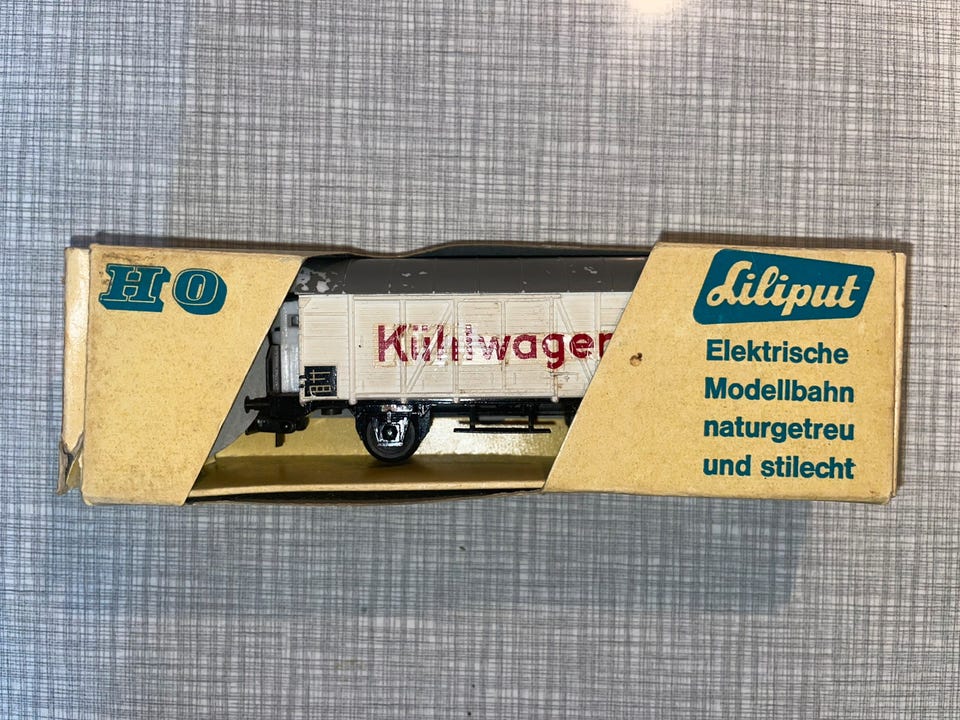 HO
Kühlwagen
Liliput
Elektrische
Modellbahn
naturgetreu
und stilecht